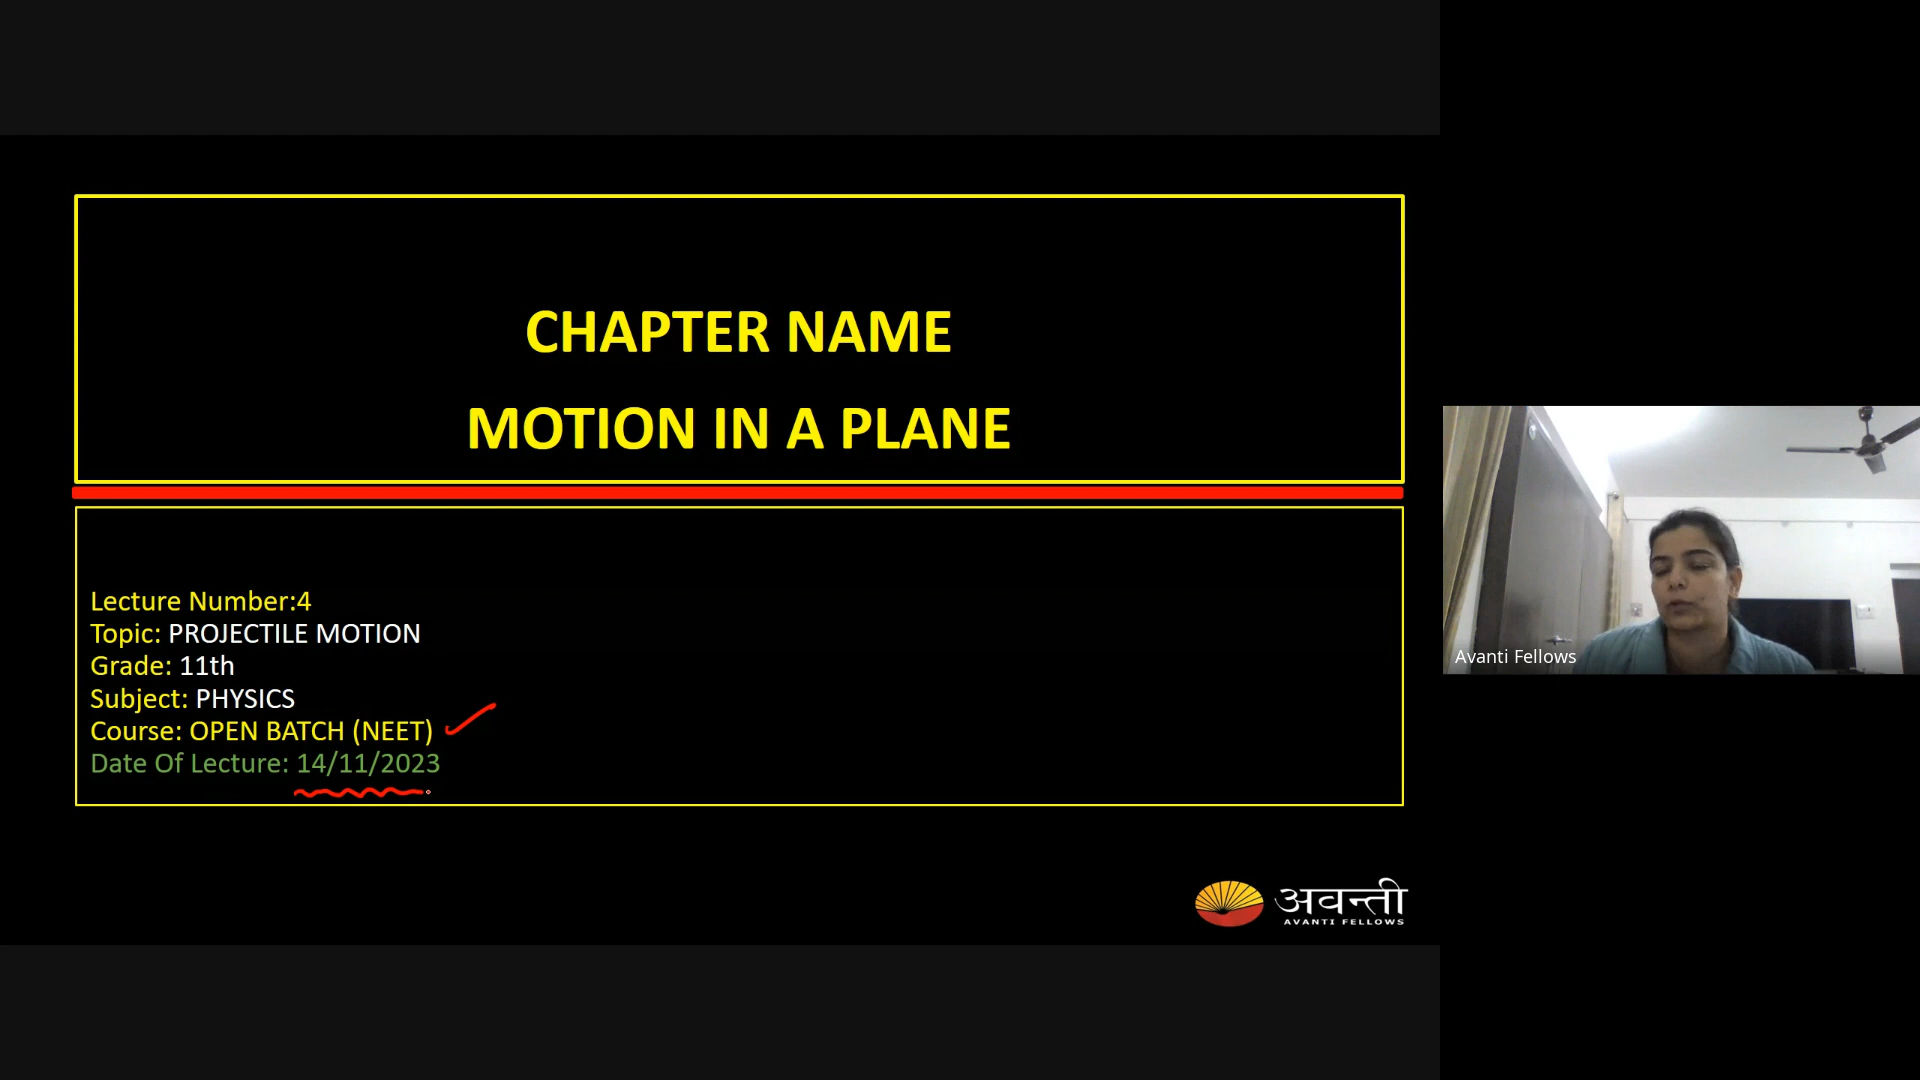 CHAPTER NAME
MOTION IN A PLANE
Lecture Number:4
Topic: PROJECTILE MOTION
Grade: 11th
Subject: PHYSICS
Course: OPEN BATCH (NEET)
Date Of Lecture: 14/11/2023
अवन्ती
AVANTI FELLOWS
Avanti Fellows